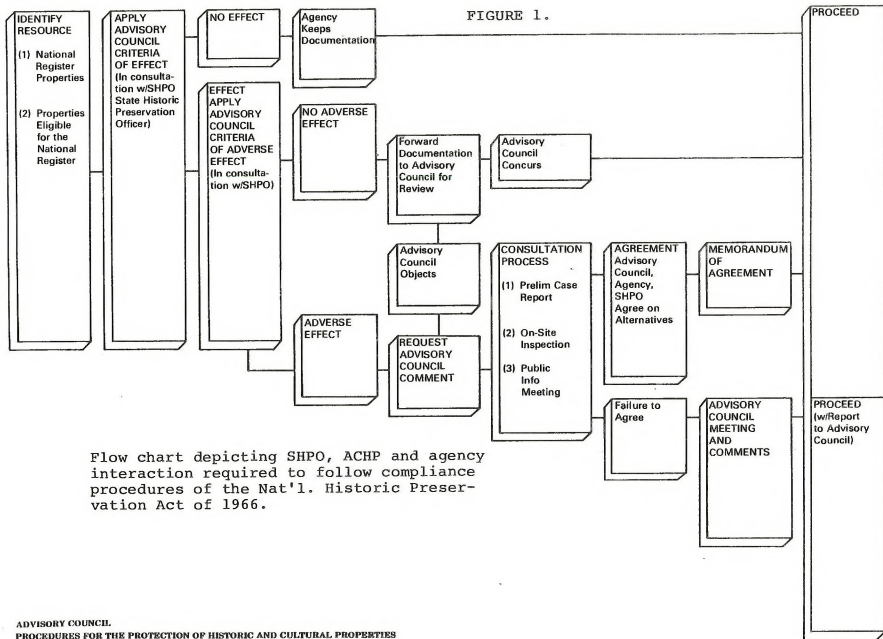 FIGURE 1.
IDENTIFY
RESOURCE
(1) National
Register
Properties
(2) Properties
Eligible
for the
National
Register
APPLY
ADVISORY
COUNCIL
CRITERIA
OF EFFECT
(In consulta-
tion w/SHPO
State Historic
Preservation
Officer)
NO EFFECT
Agency
Keeps
Documentation
PROCEED
EFFECT
APPLY
ADVISORY
COUNCIL
CRITERIA
OF ADVERSE
EFFECT
(In consulta-
tion w/SHPO)
NO ADVERSE
EFFECT
Forward
Documentation
to Advisory
Council for
Review
Advisory
Council
Concurs
Advisory
Council
Objects
ADVERSE
EFFECT
REQUEST
ADVISORY
COUNCIL
COMMENT
CONSULTATION
PROCESS
(1) Prelim Case
Report
(2) On-Site
Inspection
(3) Public
Info
Meeting
AGREEMENT
Advisory
Council,
Agency,
SHPO
Agree on
Alternatives
MEMORANDUM
OF
AGREEMENT
Failure to
Agree
ADVISORY
COUNCIL
MEETING
AND
COMMENTS
PROCEED
(w/Report
to Advisory
Council)
Flow chart depicting SHPO, ACHP and agency
interaction required to follow compliance
procedures of the Nat'l. Historic Preser-
vation Act of 1966.
ADVISORY COUNCIL
PROCEDURES FOR THE PROTECTION OF HISTORIC AND CULTURAL PROPERTIES